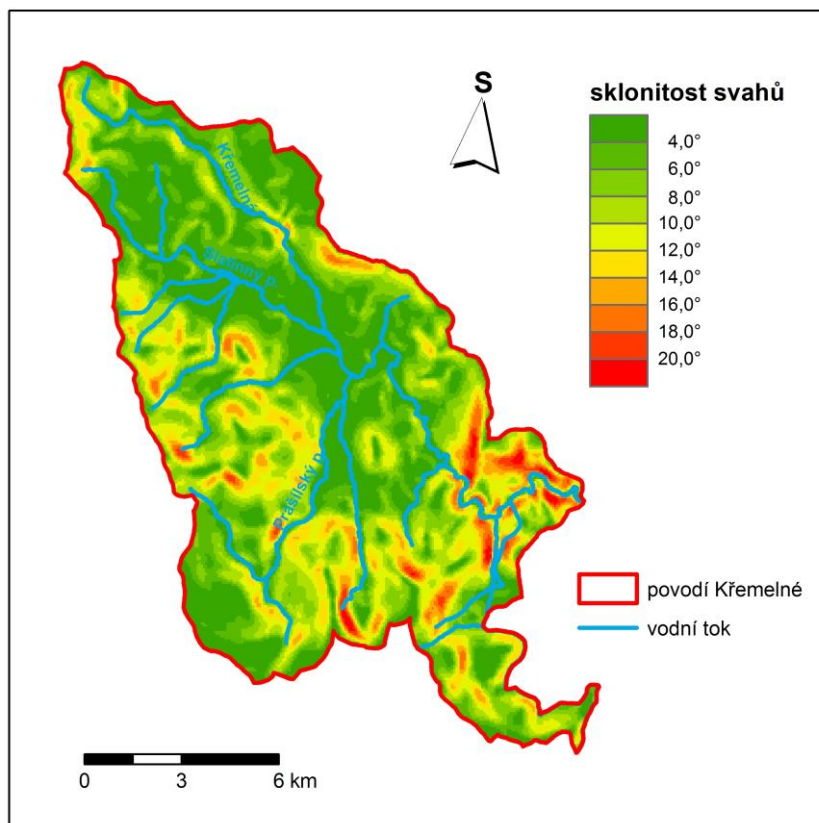 S
sklonitost svahů
4,0°
6,0°
8,0°
10,0°
12,0°
14,0°
16,0°
18,0°
20,0°
Křemelná
Slatinný p.
Prášilský p.
povodí Křemelné
vodní tok
0 3 6 km